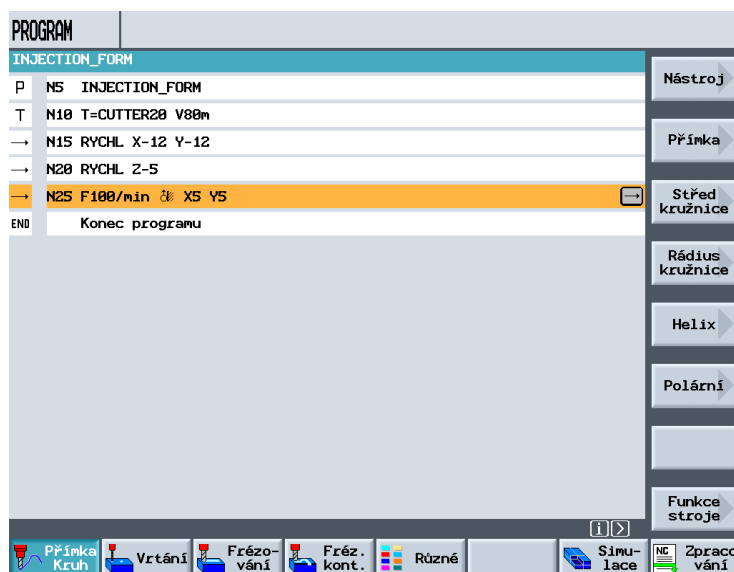 PROGRAM
INJECTION_FORM
P N5 INJECTION_FORM
T N10 T=CUTTER20 V80m
→ N15 RYCHL X-12 Y-12
→ N20 RYCHL Z-5
→ N25 F100/min X5 Y5 →
END Konec programu
Nástroj
Přímka
Střed
kružnice
Rádius
kružnice
Helix
Polární
Funkce
stroje
i >
Přímka
Kruh
Vrtání
Frézo-
vání
Fréz.
kont.
Různé
Simu-
lace
NC Zpraco
vání